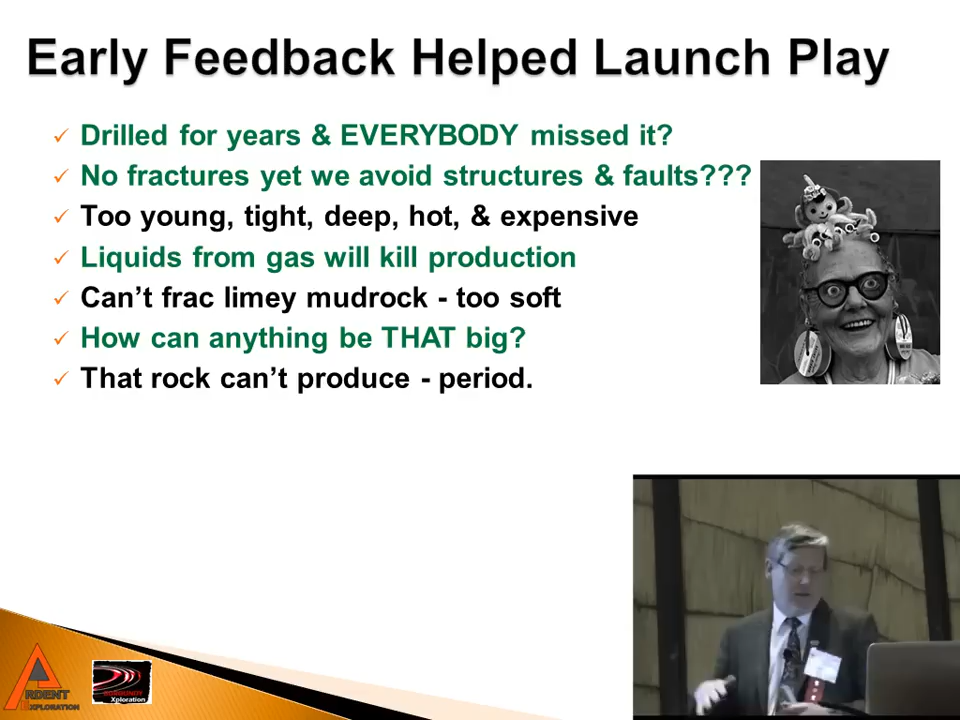 Early Feedback Helped Launch Play
Drilled for years & EVERYBODY missed it?
No fractures yet we avoid structures & faults???
Too young, tight, deep, hot, & expensive
Liquids from gas will kill production
Can’t frac limey mudrock - too soft
How can anything be THAT big?
That rock can’t produce - period.
ARDENT
EXPLORATION
Xploration